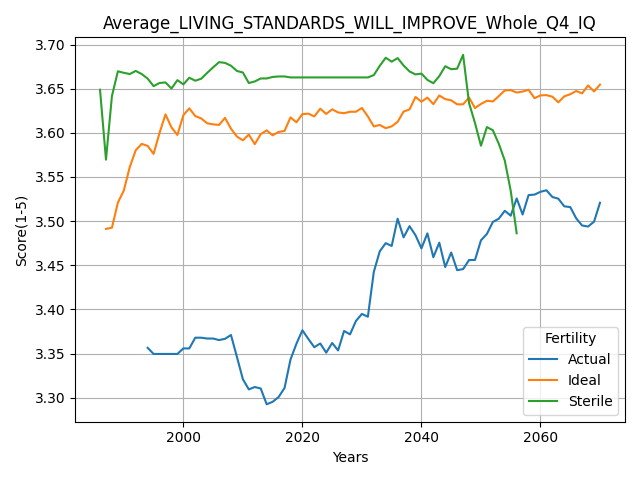 Average_LIVING_STANDARDS_WILL_IMPROVE_Whole_Q4_IQ
3.70
3.65
3.60
3.55
3.50
3.45
3.40
3.35
3.30
Score(1-5)
Fertility
Actual
Ideal
Sterile
2000
2020
2040
2060
Years